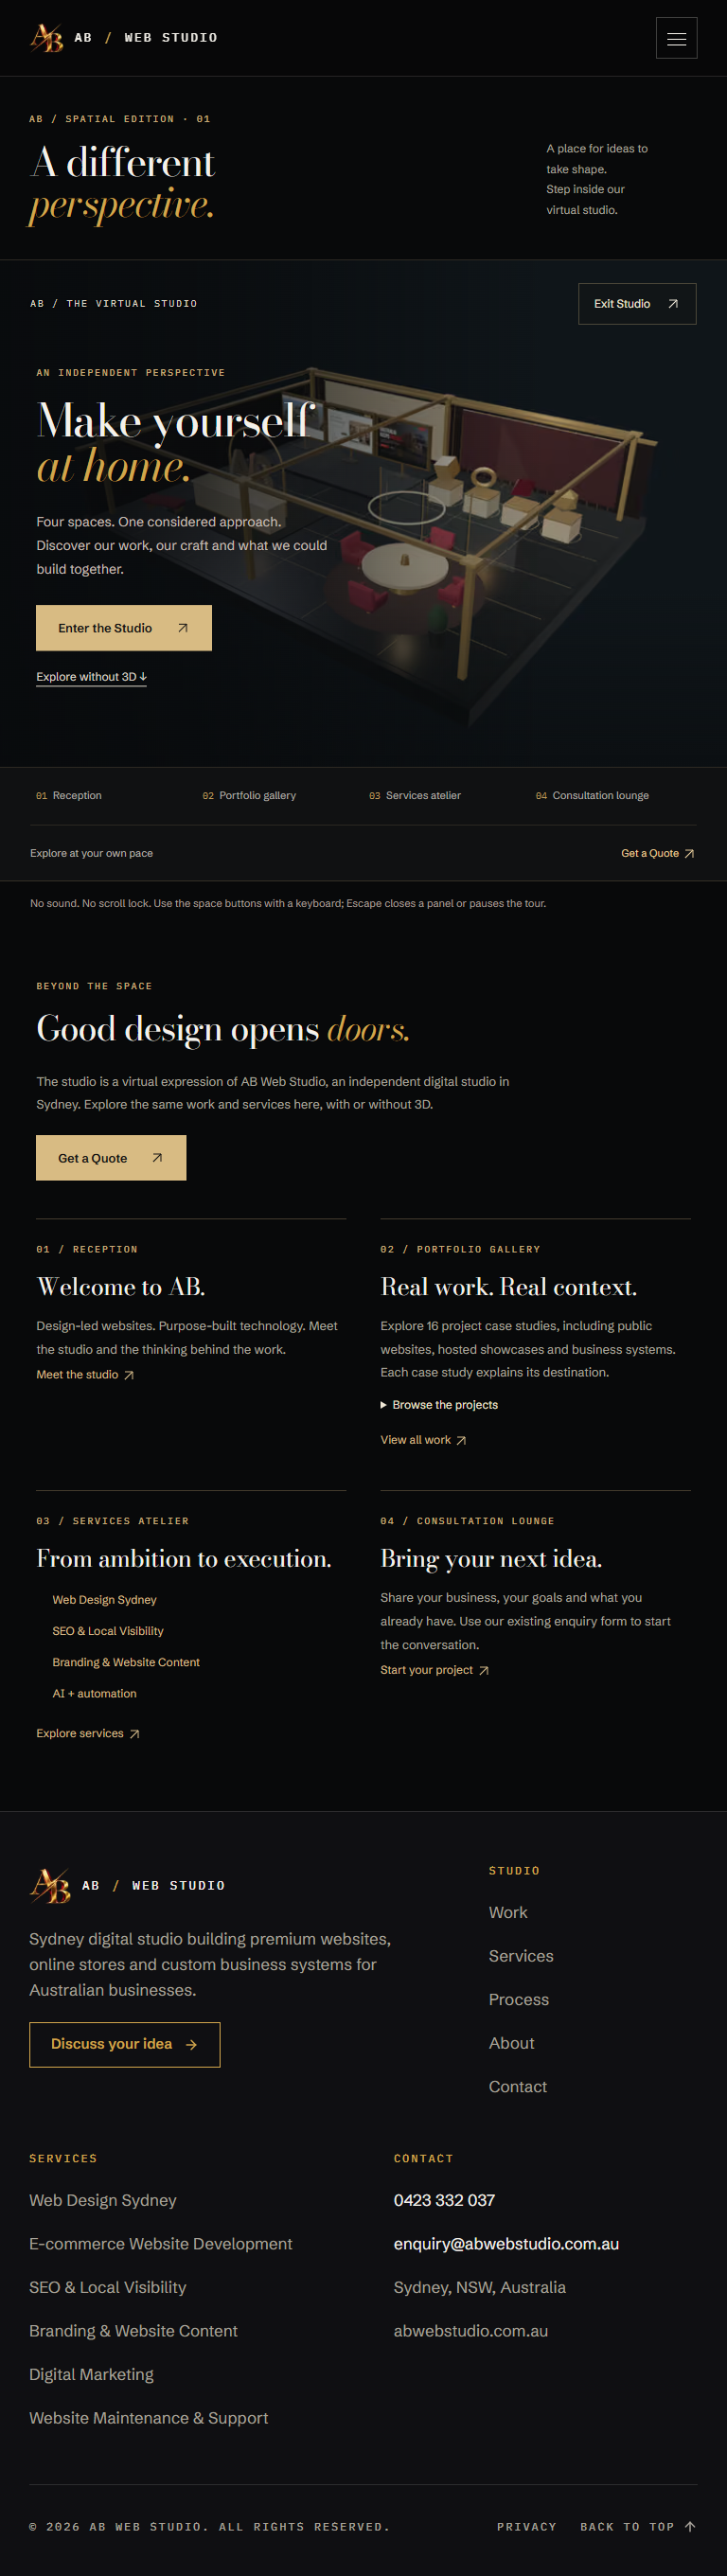 AB / WEB STUDIO
AB / SPATIAL EDITION · 01
A different
perspective.
A place for ideas to
take shape.
Step inside our
virtual studio.
AB / THE VIRTUAL STUDIO
Exit Studio
AN INDEPENDENT PERSPECTIVE
Make yourself
at home.
Four spaces. One considered approach.
Discover our work, our craft and what we could
build together.
Enter the Studio
Explore without 3D ↓
01 Reception
02 Portfolio gallery
03 Services atelier
04 Consultation lounge
Explore at your own pace
Get a Quote
No sound. No scroll lock. Use the space buttons with a keyboard; Escape closes a panel or pauses the tour.
BEYOND THE SPACE
Good design opens doors.
The studio is a virtual expression of AB Web Studio, an independent digital studio in
Sydney. Explore the same work and services here, with or without 3D.
Get a Quote
01 / RECEPTION
Welcome to AB.
Design-led websites. Purpose-built technology. Meet
the studio and the thinking behind the work.
Meet the studio
02 / PORTFOLIO GALLERY
Real work. Real context.
Explore 16 project case studies, including public
websites, hosted showcases and business systems.
Each case study explains its destination.
Browse the projects
View all work
03 / SERVICES ATELIER
From ambition to execution.
Web Design Sydney
SEO & Local Visibility
Branding & Website Content
AI + automation
Explore services
04 / CONSULTATION LOUNGE
Bring your next idea.
Share your business, your goals and what you
already have. Use our existing enquiry form to start
the conversation.
Start your project
AB / WEB STUDIO
Sydney digital studio building premium websites,
online stores and custom business systems for
Australian businesses.
Discuss your idea →
STUDIO
Work
Services
Process
About
Contact
SERVICES
Web Design Sydney
E-commerce Website Development
SEO & Local Visibility
Branding & Website Content
Digital Marketing
Website Maintenance & Support
CONTACT
0423 332 037
enquiry@abwebstudio.com.au
Sydney, NSW, Australia
abwebstudio.com.au
© 2026 AB WEB STUDIO. ALL RIGHTS RESERVED.
PRIVACY
BACK TO TOP ↑